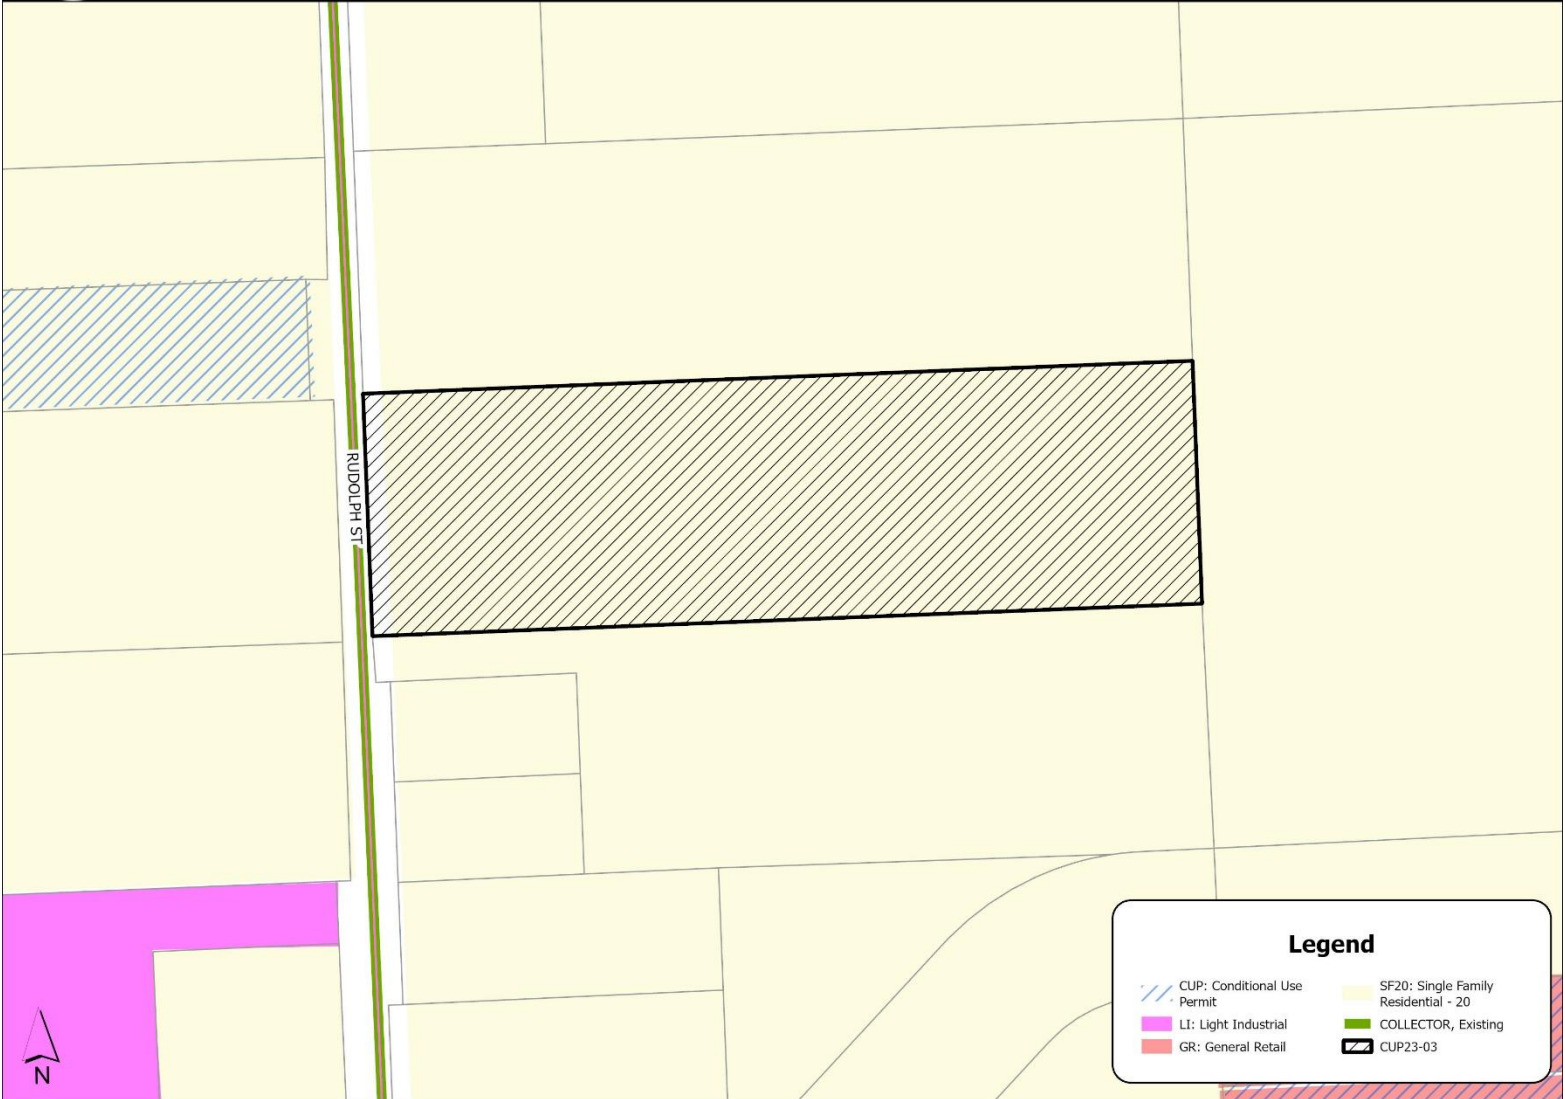 RUDOLPH ST
Legend
CUP: Conditional Use
Permit
LI: Light Industrial
GR: General Retail
SF20: Single Family
Residential - 20
COLLECTOR, Existing
CUP23-03
N